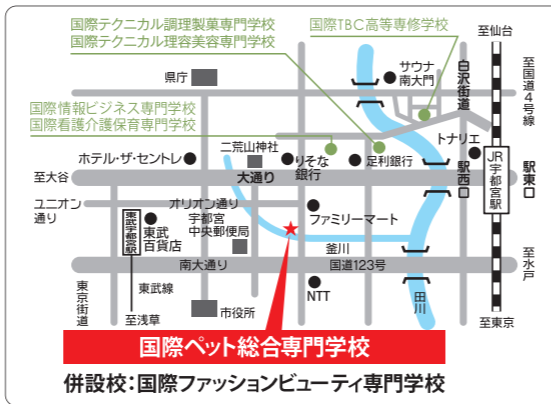 国際テクニカル調理製菓専門学校
国際テクニカル理容美容専門学校
国際TBC高等専修学校
至仙台
県庁
サウナ
南大門
白沢街道
至国道4号線
国際情報ビジネス専門学校
国際看護介護保育専門学校
二荒山神社
トナリエ
ホテル・ザ・セントレ
りそな
銀行
足利銀行
JR宇都宮駅
至大谷
大通り
駅西口
駅東口
ユニオン
通り
オリオン通り
東武宇都宮駅
東武
百貨店
宇都宮
中央郵便局
ファミリーマート
釜川
南大通り
国道123号
至水戸
東京街道
東武線
至浅草
市役所
NTT
田川
至東京
国際ペット総合専門学校
併設校:国際ファッションビューティ専門学校